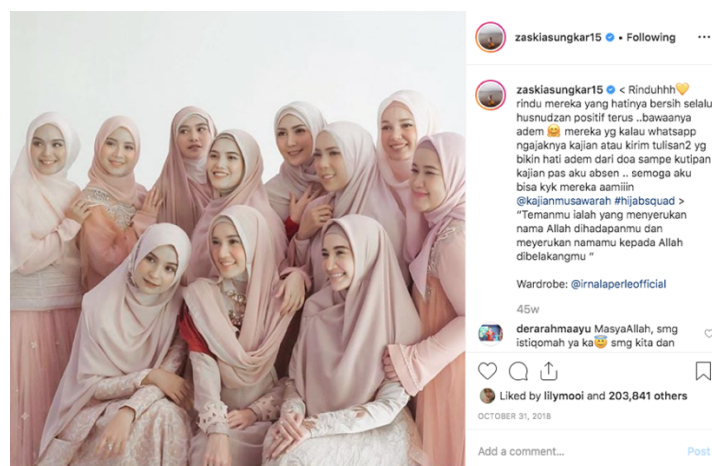 zaskiasungkar15 • Following
zaskiasungkar15 < Rinduhhh💛
rindu mereka yang hatinya bersih selalu
husnudzan positif terus ..bawaanya
adem 🤗 mereka yg kalau whatsapp
ngajaknya kajian atau kirim tulisan2 yg
bikin hati adem dari doa sampe kutipan
kajian pas aku absen .. semoga aku
bisa kyk mereka aamiiin
@kajianmusawarah #hijabsquad >
“Temanmu ialah yang menyerukan
nama Allah dihadapanmu dan
meyerukan namamu kepada Allah
dibelakangmu “
Wardrobe: @irnalaperleofficial
45w
derarahmaayu MasyaAllah, smg
istiqomah ya ka😇 smg kita dan
Liked by lilymooi and 203,841 others
OCTOBER 31, 2018
Add a comment...
Post